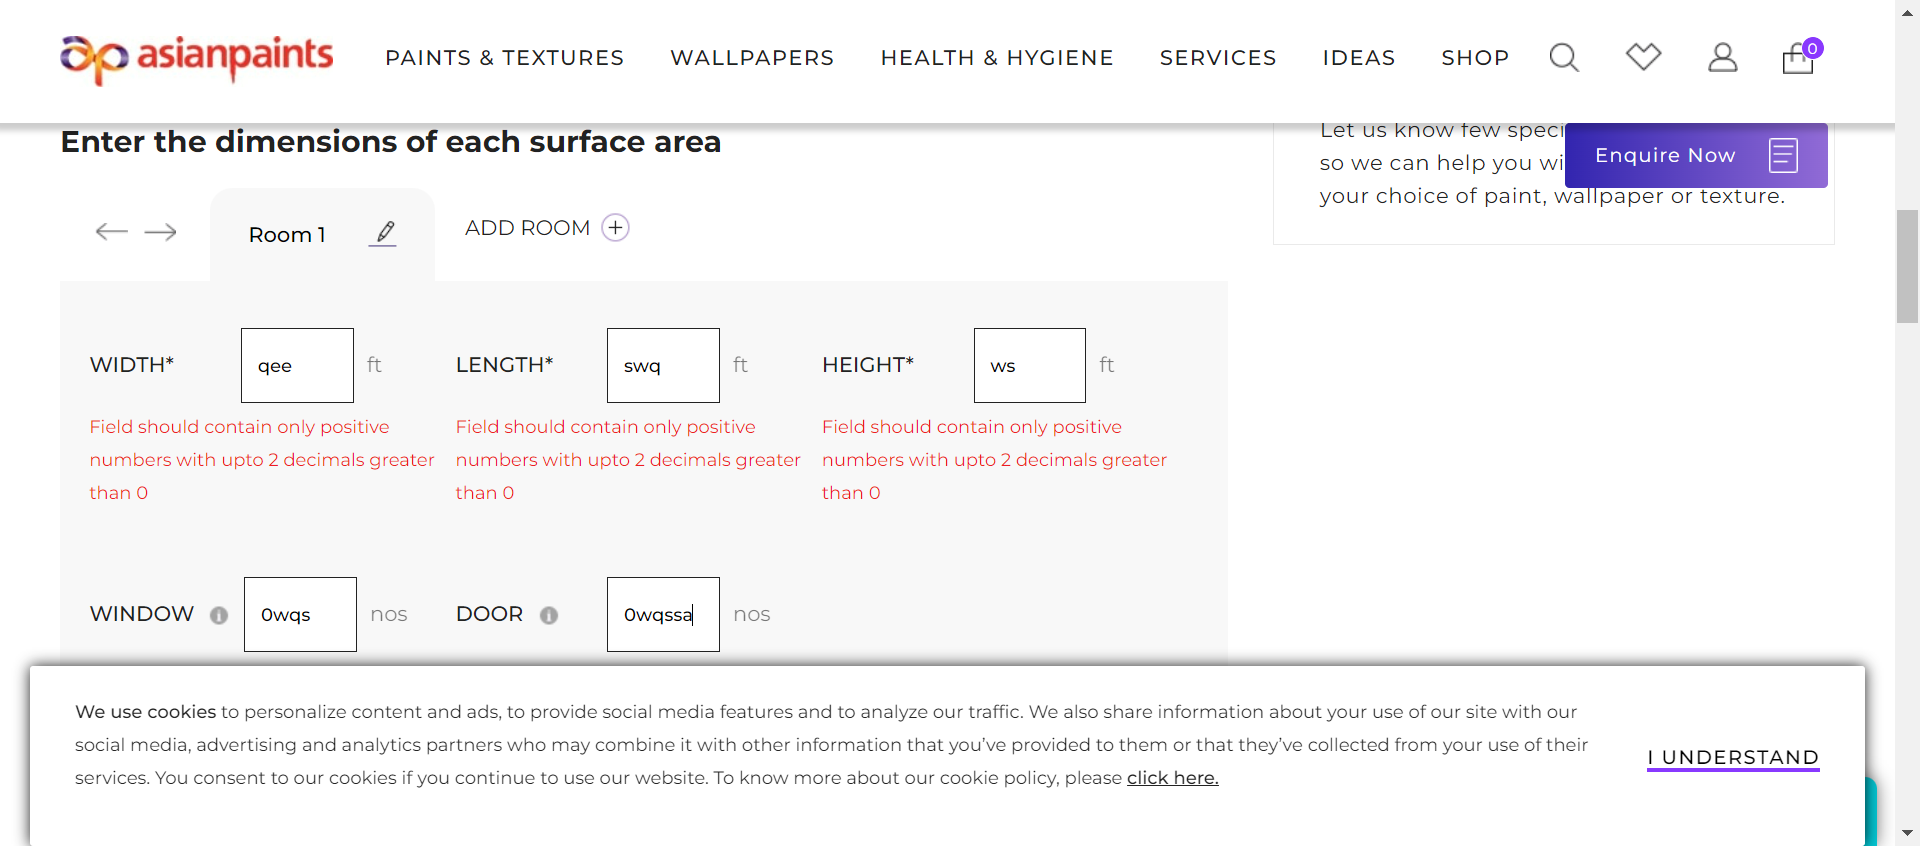 asianpaints
PAINTS & TEXTURES
WALLPAPERS
HEALTH & HYGIENE
SERVICES
IDEAS
SHOP
0
Enter the dimensions of each surface area
Let us know few speci
so we can help you wi
your choice of paint, wallpaper or texture.
Enquire Now
Room 1
ADD ROOM
WIDTH*
qee
ft
LENGTH*
swq
ft
HEIGHT*
ws
ft
Field should contain only positive
numbers with upto 2 decimals greater
than 0
Field should contain only positive
numbers with upto 2 decimals greater
than 0
Field should contain only positive
numbers with upto 2 decimals greater
than 0
WINDOW
0wqs
nos
DOOR
0wqssa
nos
We use cookies to personalize content and ads, to provide social media features and to analyze our traffic. We also share information about your use of our site with our
social media, advertising and analytics partners who may combine it with other information that you've provided to them or that they've collected from your use of their
services. You consent to our cookies if you continue to use our website. To know more about our cookie policy, please click here.
I UNDERSTAND